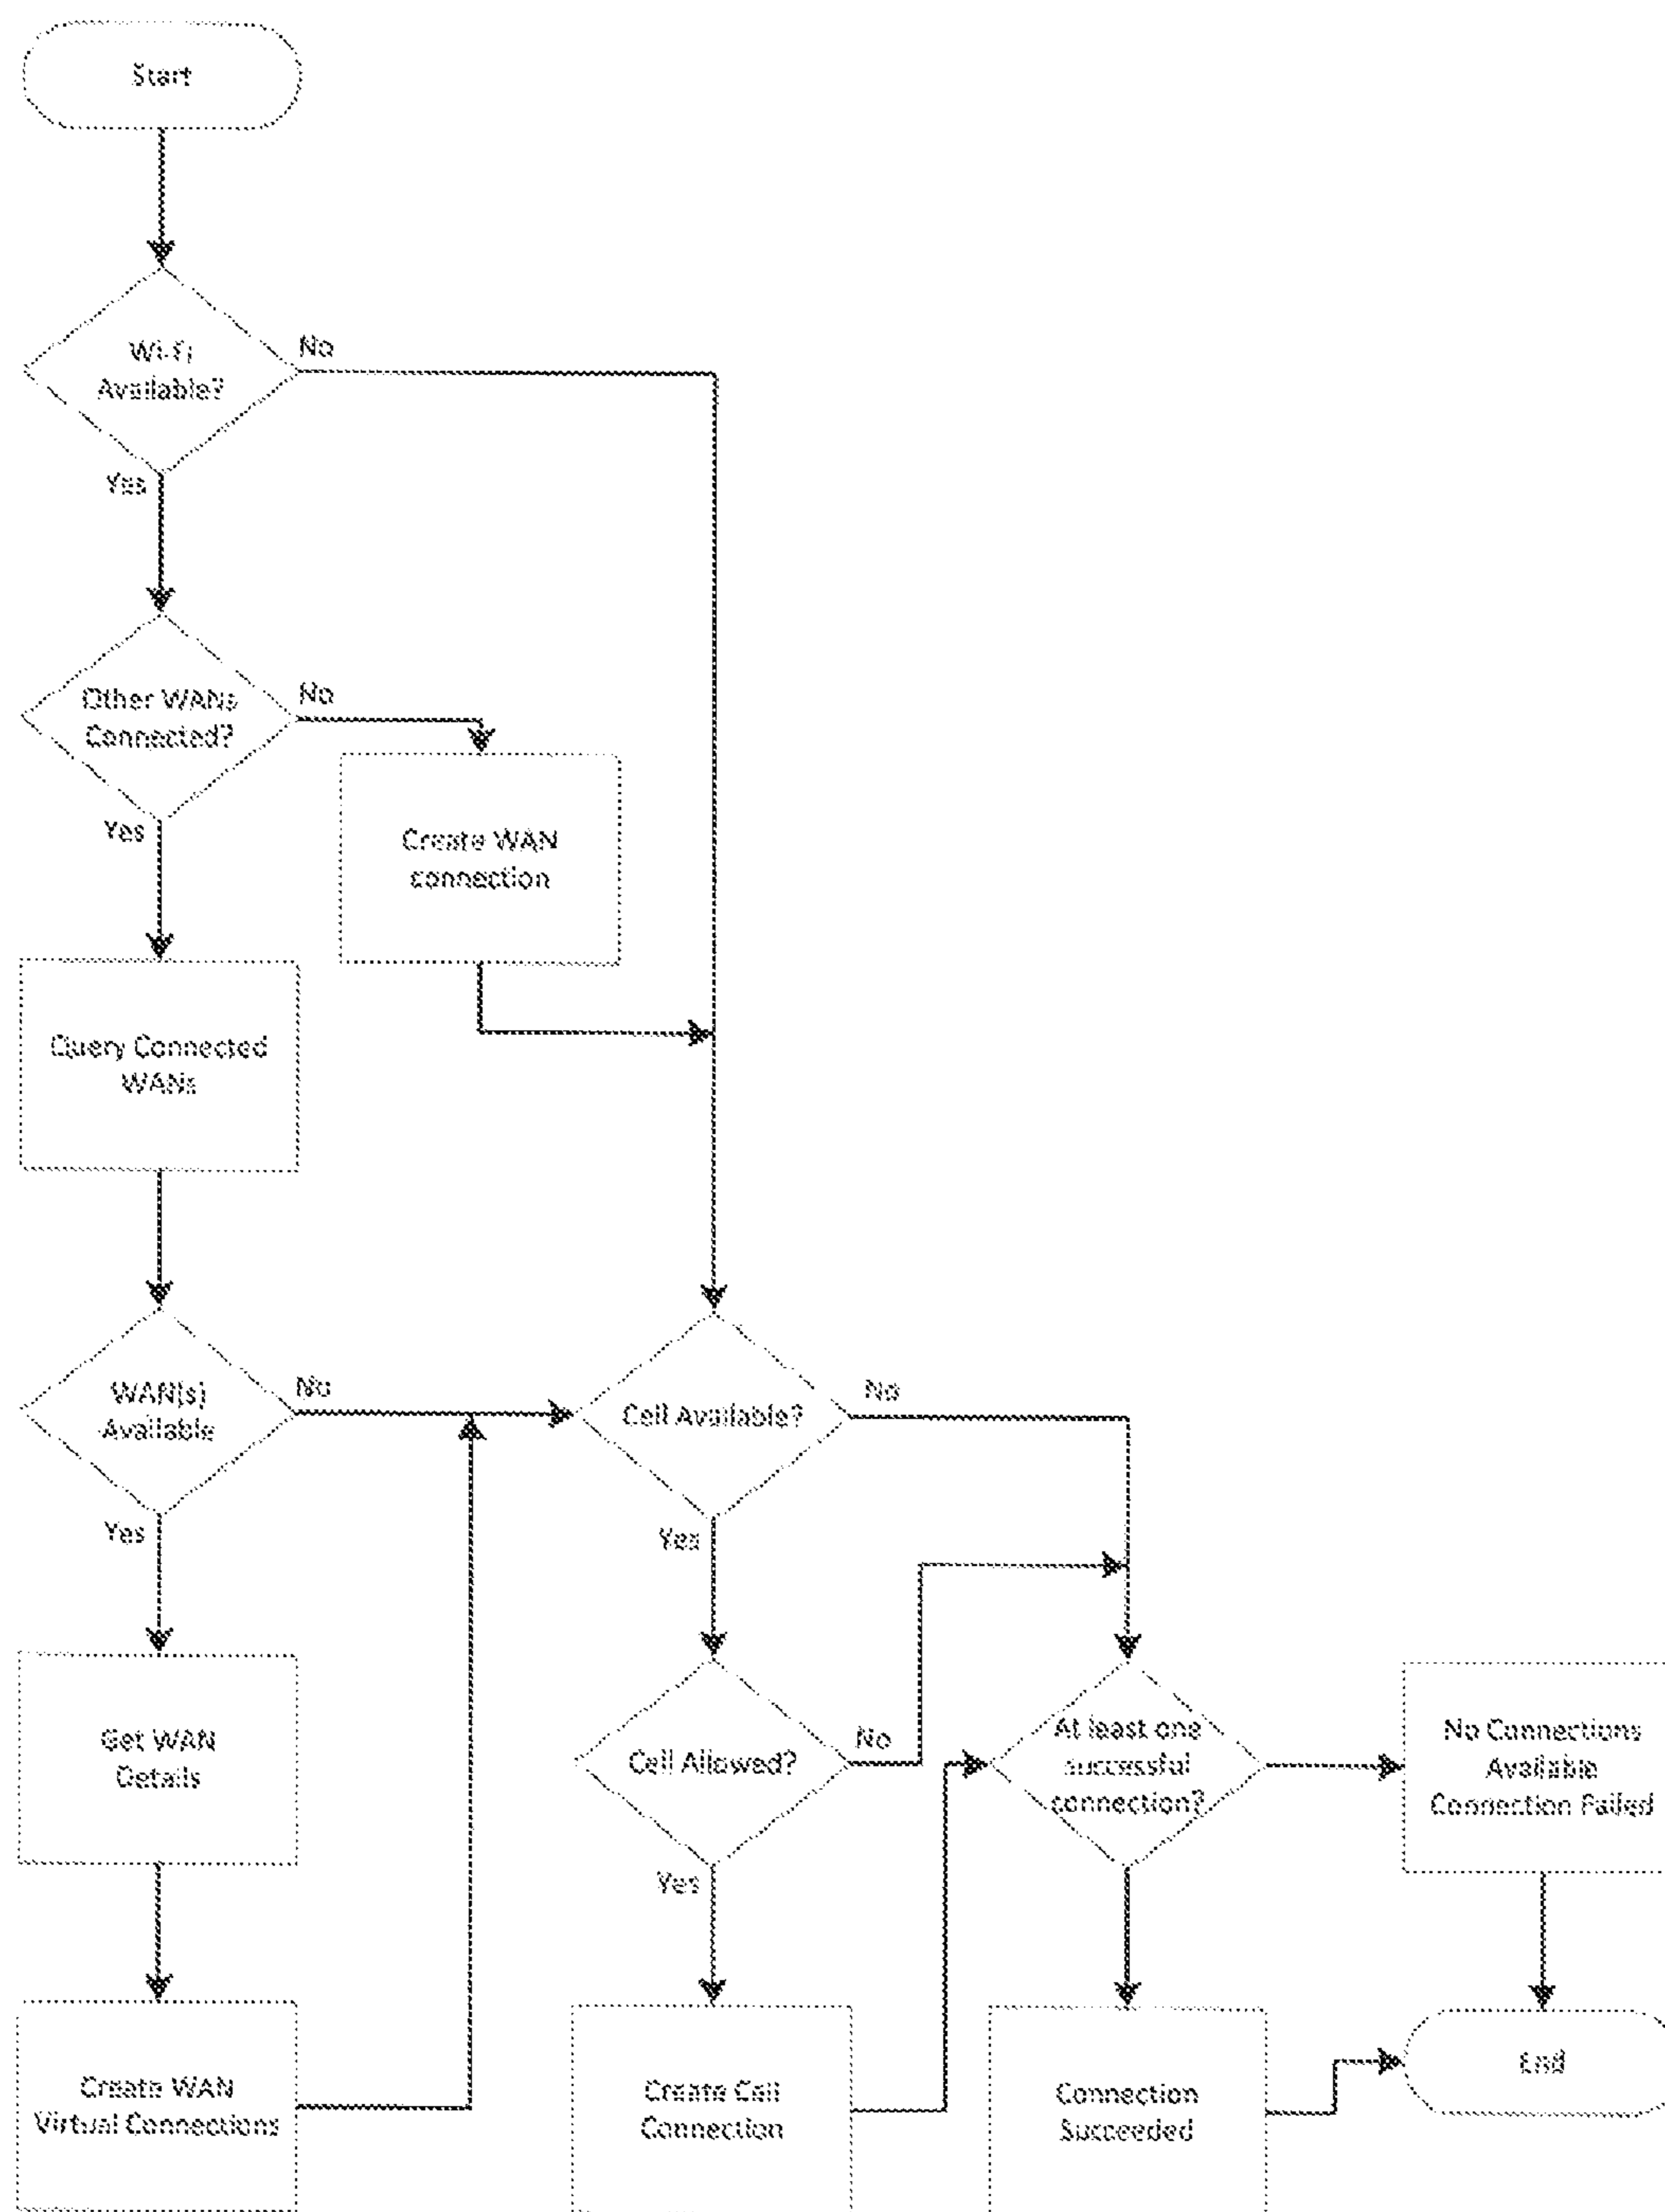 Start
Wi-fi
Available?
No
Yes
Other WANs
Connected?
No
Yes
Create WAN
connection
Query Connected
WANs
WAN(s)
Available
No
Yes
Cell Available?
No
Yes
Get WAN
Details
Cell Allowed?
No
Yes
At least one
successful
connection?
No Connections
Available
Connection Failed
Create WAN
Virtual Connections
Create Cell
Connection
Connection
Succeeded
End